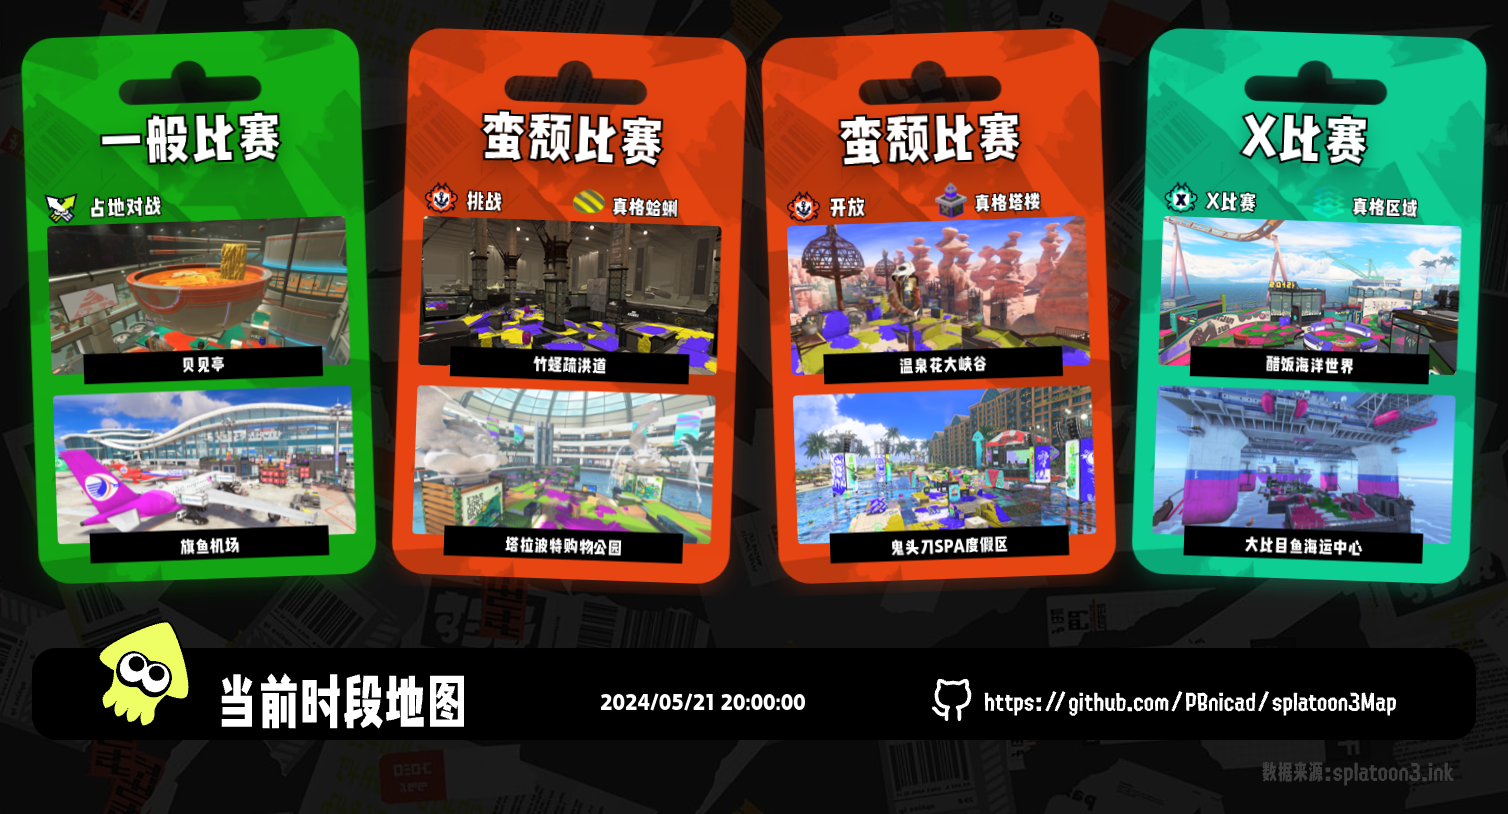 一般比赛
占地对战
贝贝亭
旗鱼机场
蛮颓比赛
挑战
真格蛤蜊
竹蛏疏洪道
塔拉波特购物公园
蛮颓比赛
开放
真格塔楼
温泉花大峡谷
鬼头刀SPA度假区
X比赛
X比赛
真格区域
醋饭海洋世界
大比目鱼海运中心
当前时段地图
2024/05/21 20:00:00
https://github.com/PBnicad/splatoon3Map
数据来源:splatoon3.ink